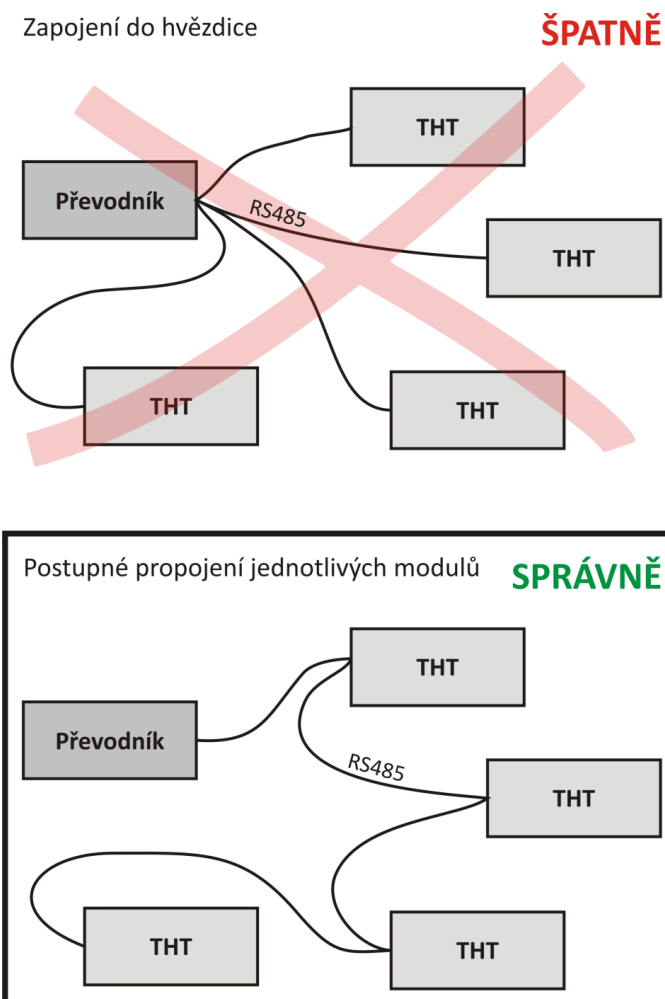 Zapojení do hvězdice
ŠPATNĚ
THT
Převodník
RS485
THT
THT
THT
Postupné propojení jednotlivých modulů
SPRÁVNĚ
THT
Převodník
RS485
THT
THT
THT